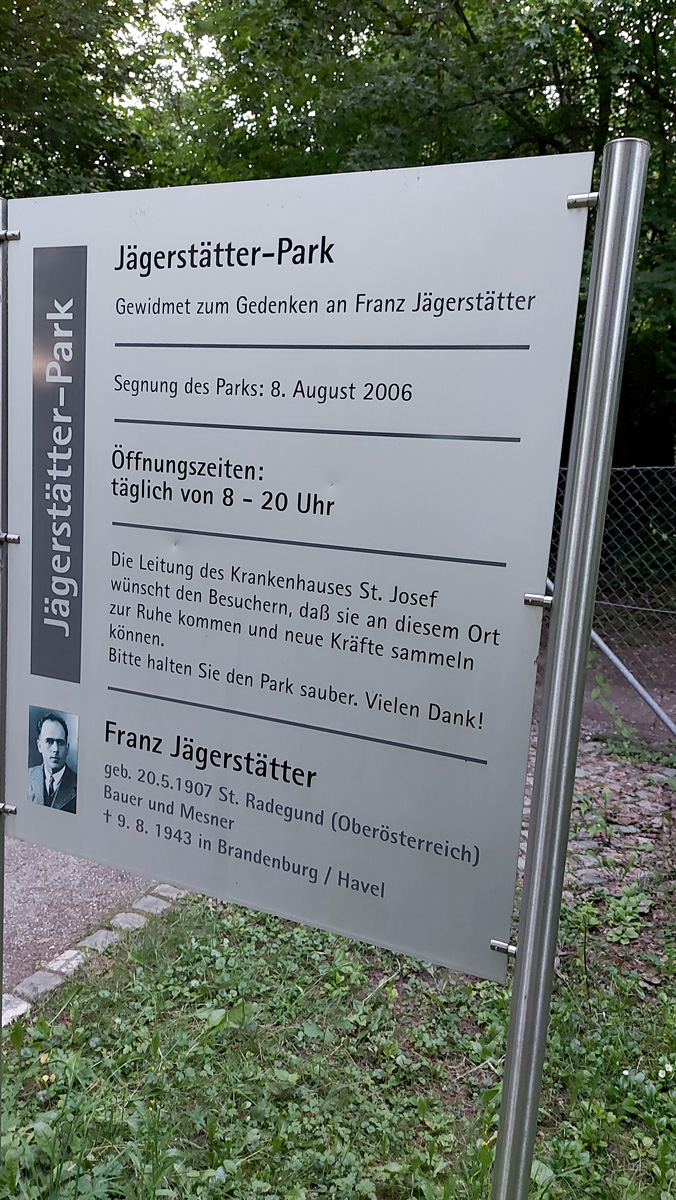 Jägerstätter-Park
Jägerstätter-Park
Gewidmet zum Gedenken an Franz Jägerstätter
Segnung des Parks: 8. August 2006
Öffnungszeiten:
täglich von 8 - 20 Uhr
Die Leitung des Krankenhauses St. Josef
wünscht den Besuchern, daß sie an diesem Ort
zur Ruhe kommen und neue Kräfte sammeln
können.
Bitte halten Sie den Park sauber. Vielen Dank!
Franz Jägerstätter
geb. 20.5.1907 St. Radegund (Oberösterreich)
Bauer und Mesner
† 9. 8. 1943 in Brandenburg / Havel